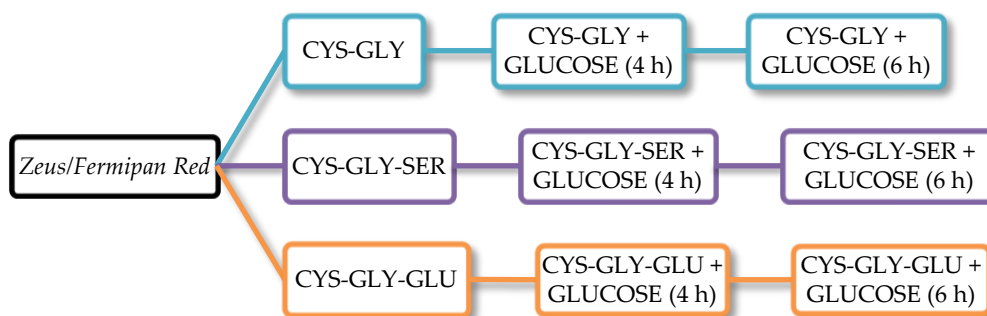 Zeus/Fermipan Red
CYS-GLY
CYS-GLY +
GLUCOSE (4 h)
CYS-GLY +
GLUCOSE (6 h)
CYS-GLY-SER
CYS-GLY-SER +
GLUCOSE (4 h)
CYS-GLY-SER +
GLUCOSE (6 h)
CYS-GLY-GLU
CYS-GLY-GLU +
GLUCOSE (4 h)
CYS-GLY-GLU +
GLUCOSE (6 h)